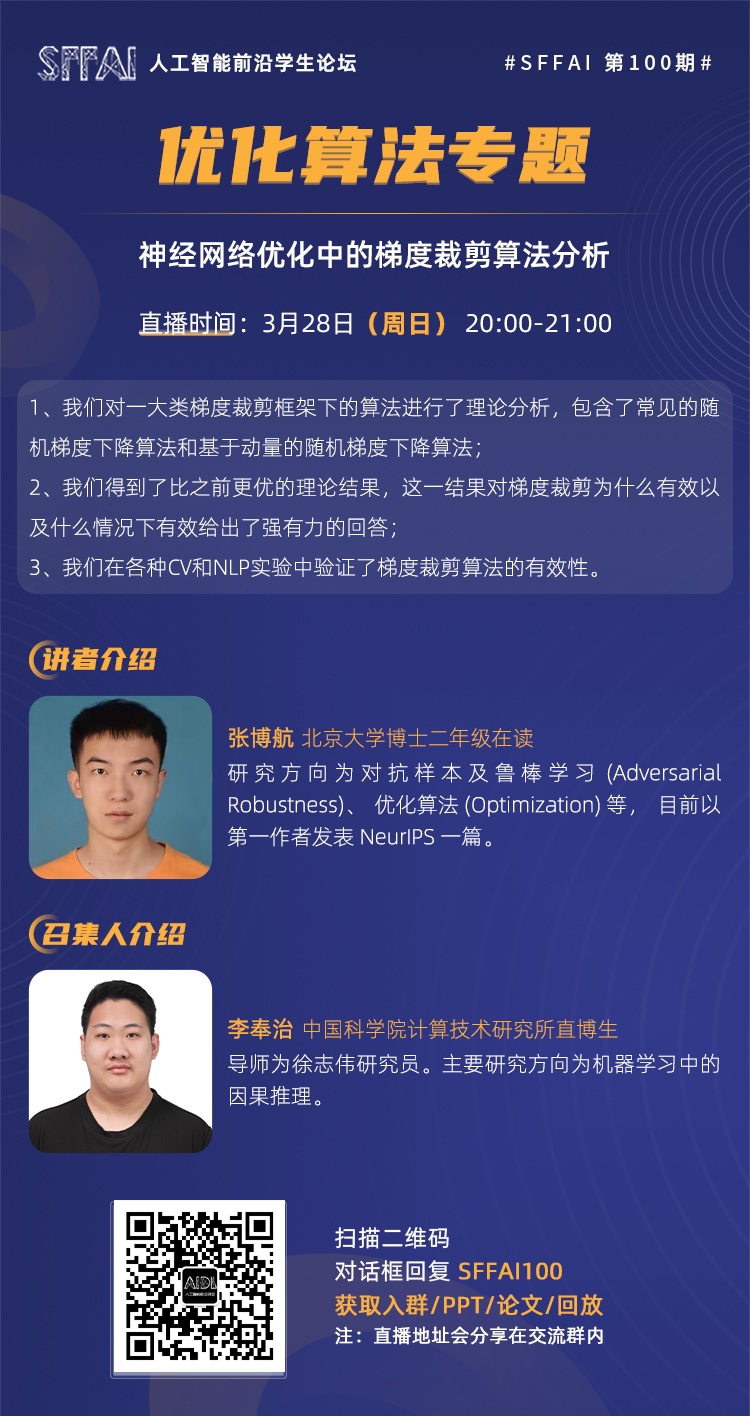 SFFAI 人工智能前沿学生论坛
#SFFAI 第100期#
优化算法专题
神经网络优化中的梯度裁剪算法分析
直播时间：3月28日（周日） 20:00-21:00
1、我们对一大类梯度裁剪框架下的算法进行了理论分析，包含了常见的随
机梯度下降算法和基于动量的随机梯度下降算法；
2、我们得到了比之前更优的理论结果，这一结果对梯度裁剪为什么有效以
及什么情况下有效给出了强有力的回答；
3、我们在各种CV和NLP实验中验证了梯度裁剪算法的有效性。
讲者介绍
张博航 北京大学博士二年级在读
研究方向为对抗样本及鲁棒学习 (Adversarial
Robustness)、 优化算法 (Optimization) 等， 目前以
第一作者发表 NeurIPS 一篇。
召集人介绍
李奉治 中国科学院计算技术研究所直博生
导师为徐志伟研究员。主要研究方向为机器学习中的
因果推理。
AIDL
扫描二维码
对话框回复 SFFAI100
获取入群/PPT/论文/回放
注：直播地址会分享在交流群内